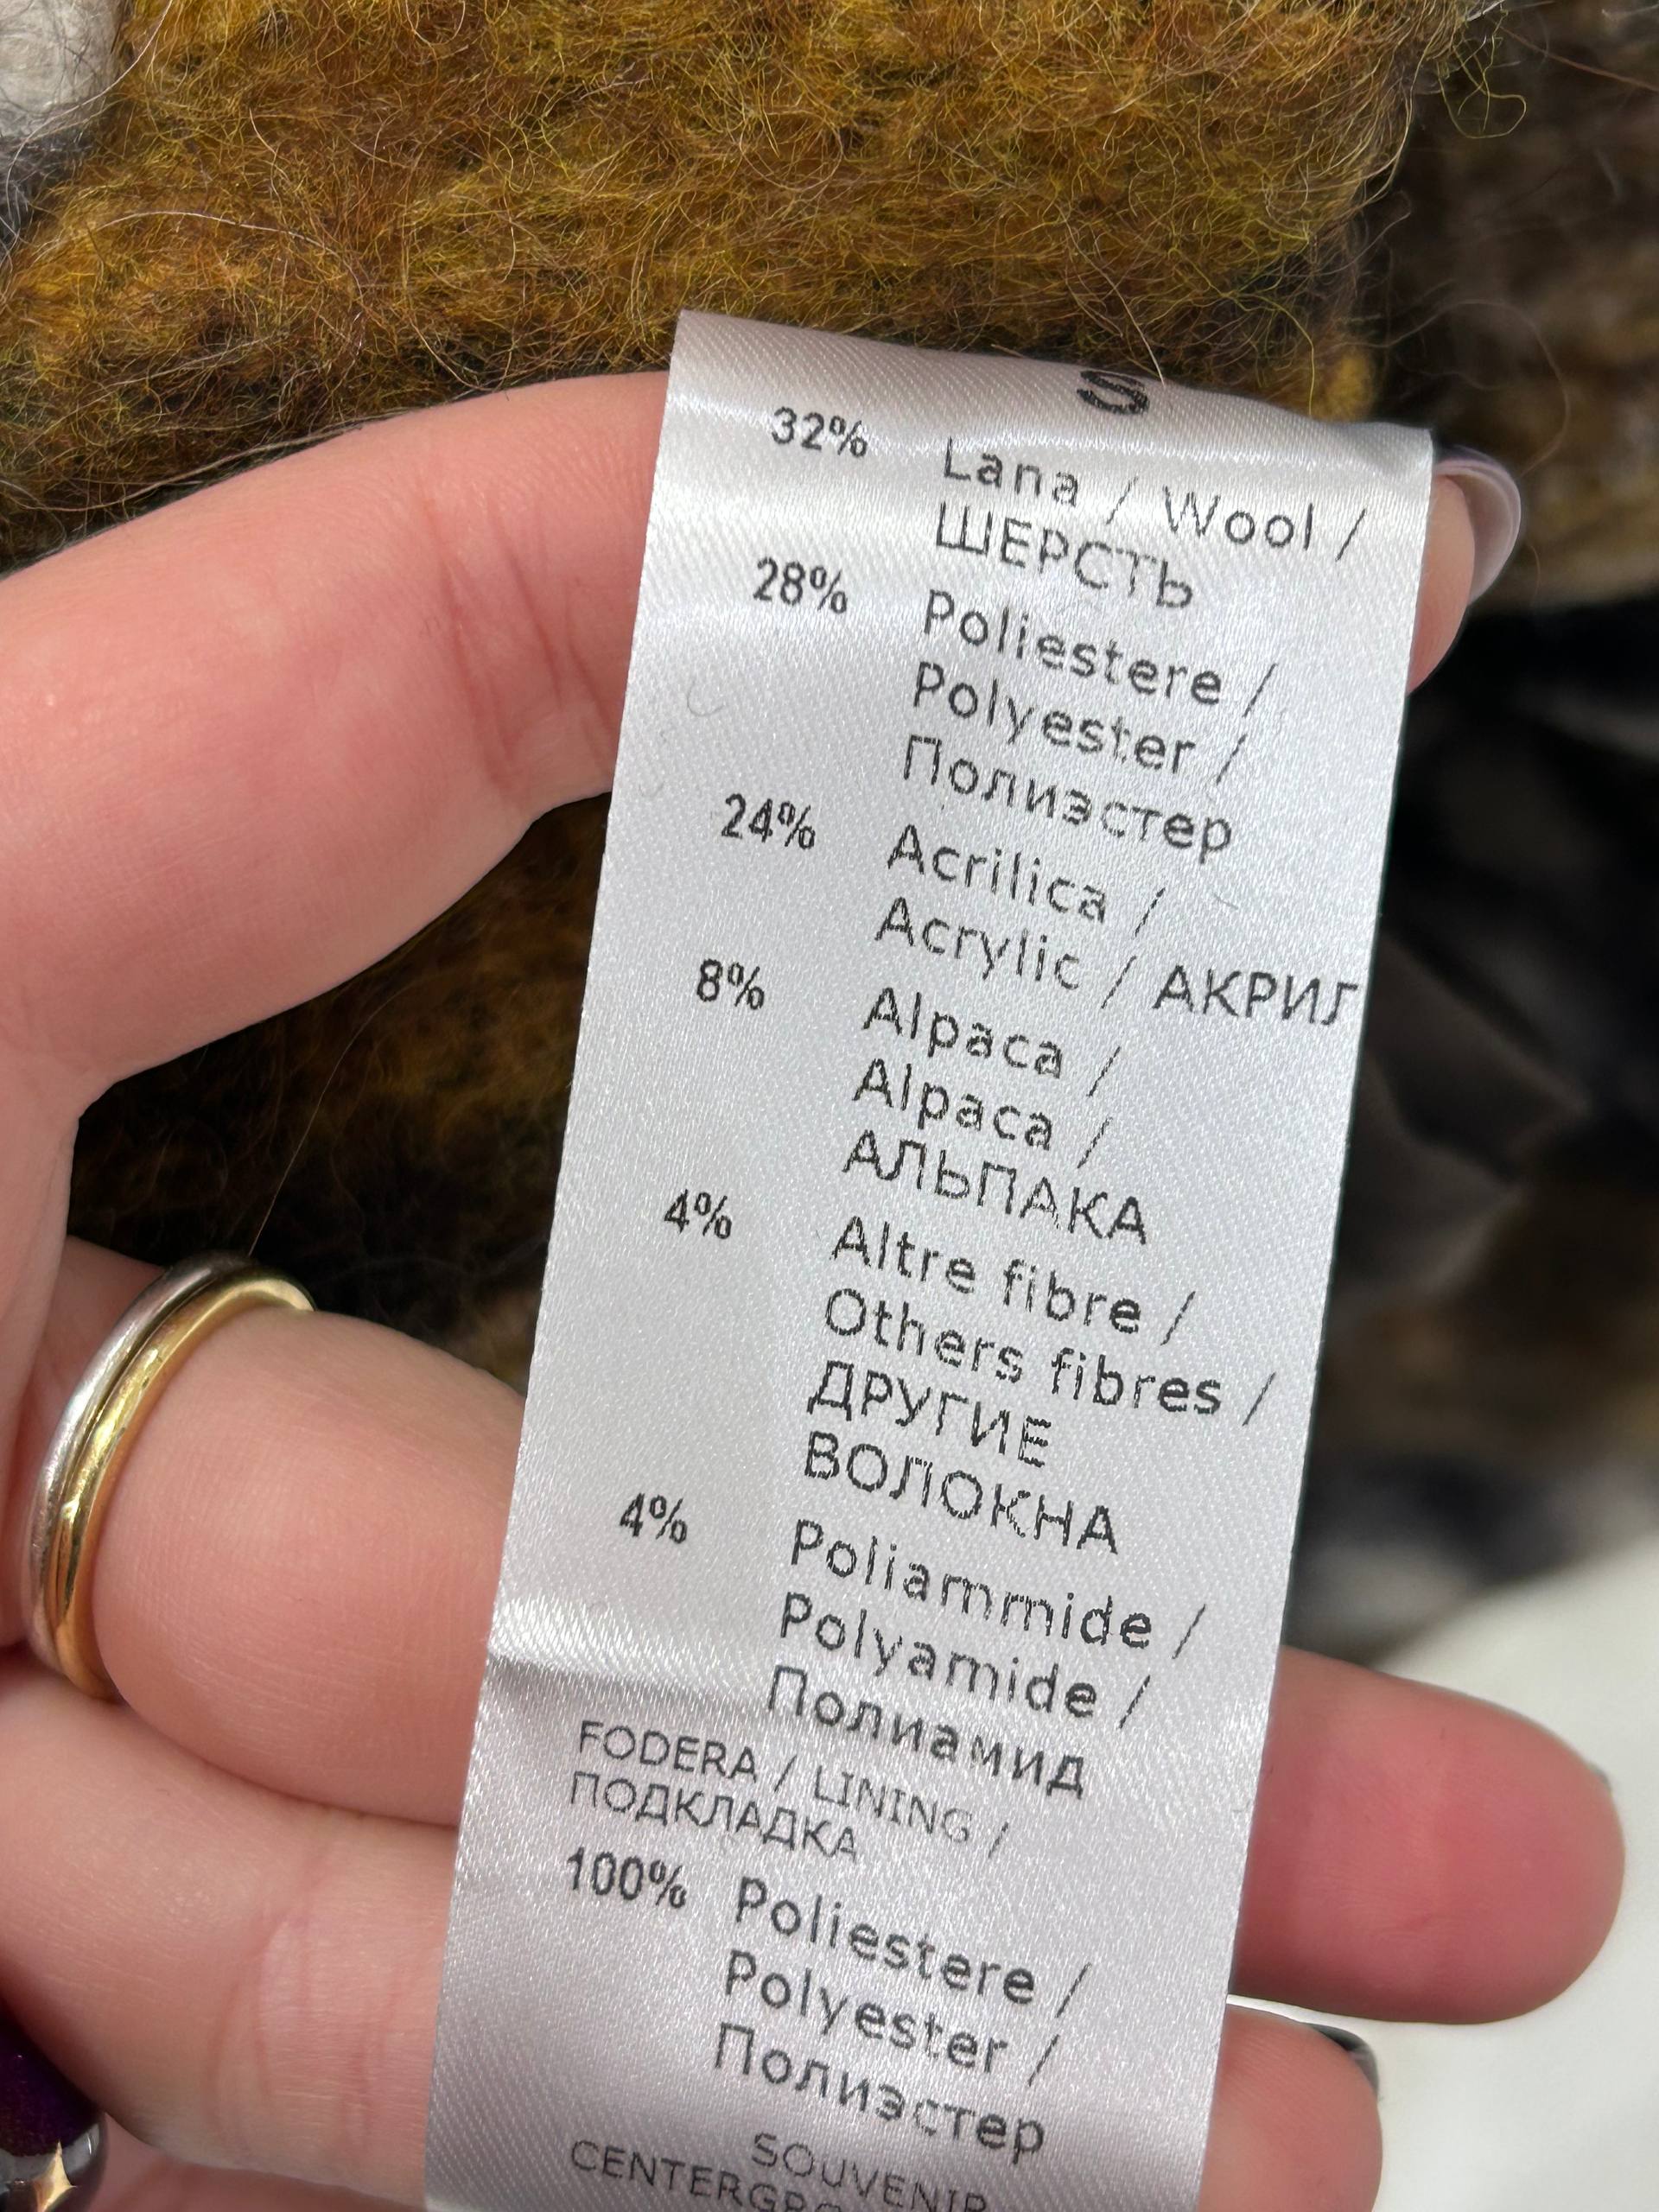 S
32% Lana / Wool /
ШЕРСТЬ
28% Poliestere /
Polyester /
Полиэстер
24% Acrilica /
Acrylic / АКРИЛ
8% Alpaca /
Alpaca /
АЛЬПАКА
4% Altre fibre /
Others fibres /
ДРУГИЕ
ВОЛОКНА
4% Poliammide /
Polyamide /
Полиамид
FODERA / LINING /
ПОДКЛАДКА
100% Poliestere /
Polyester /
Полиэстер
SOUVENIR